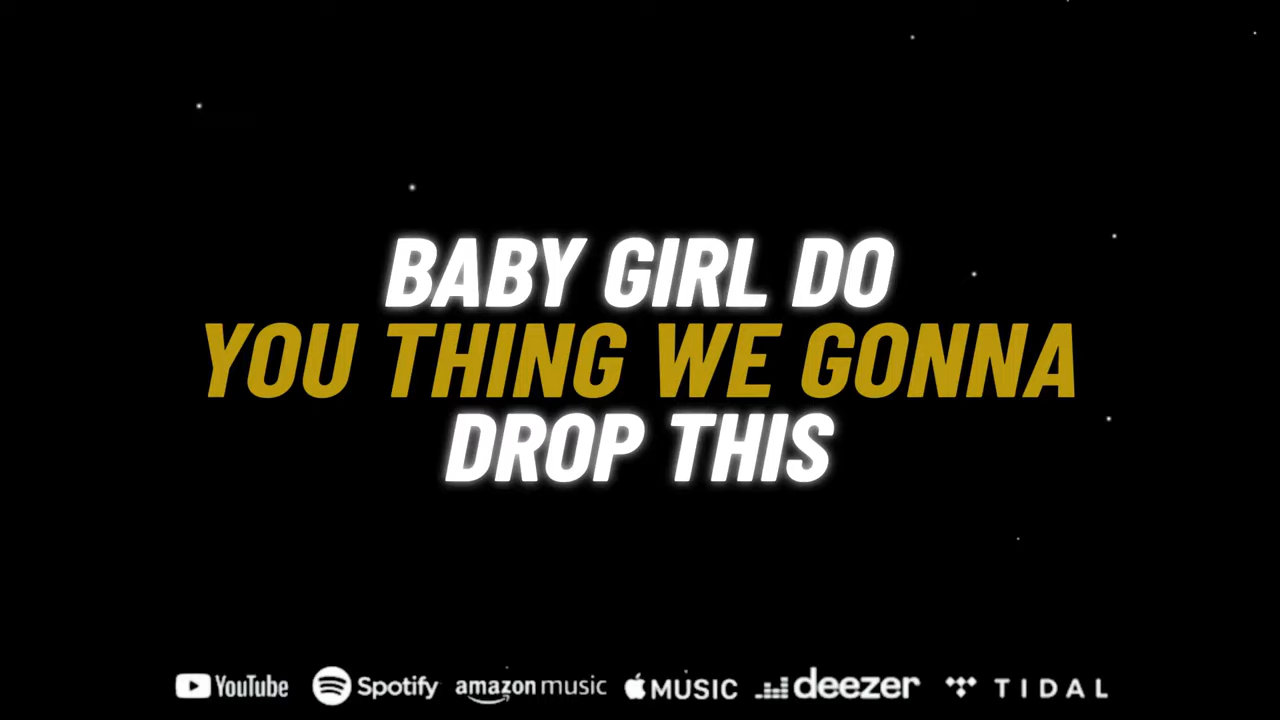 BABY GIRL DO
YOU THING WE GONNA
DROP THIS
YouTube Spotify amazon music MUSIC deezer TIDAL